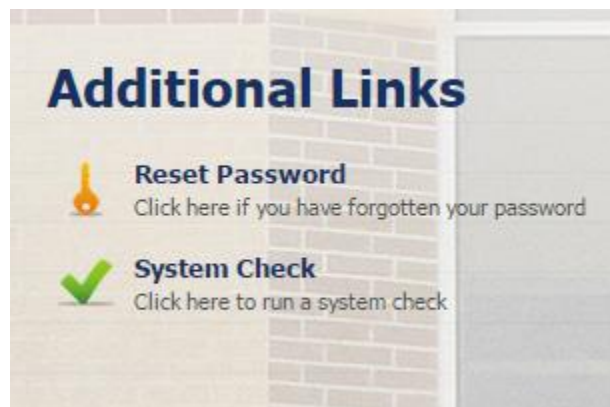 Additional Links
Reset Password
Click here if you have forgotten your password
System Check
Click here to run a system check